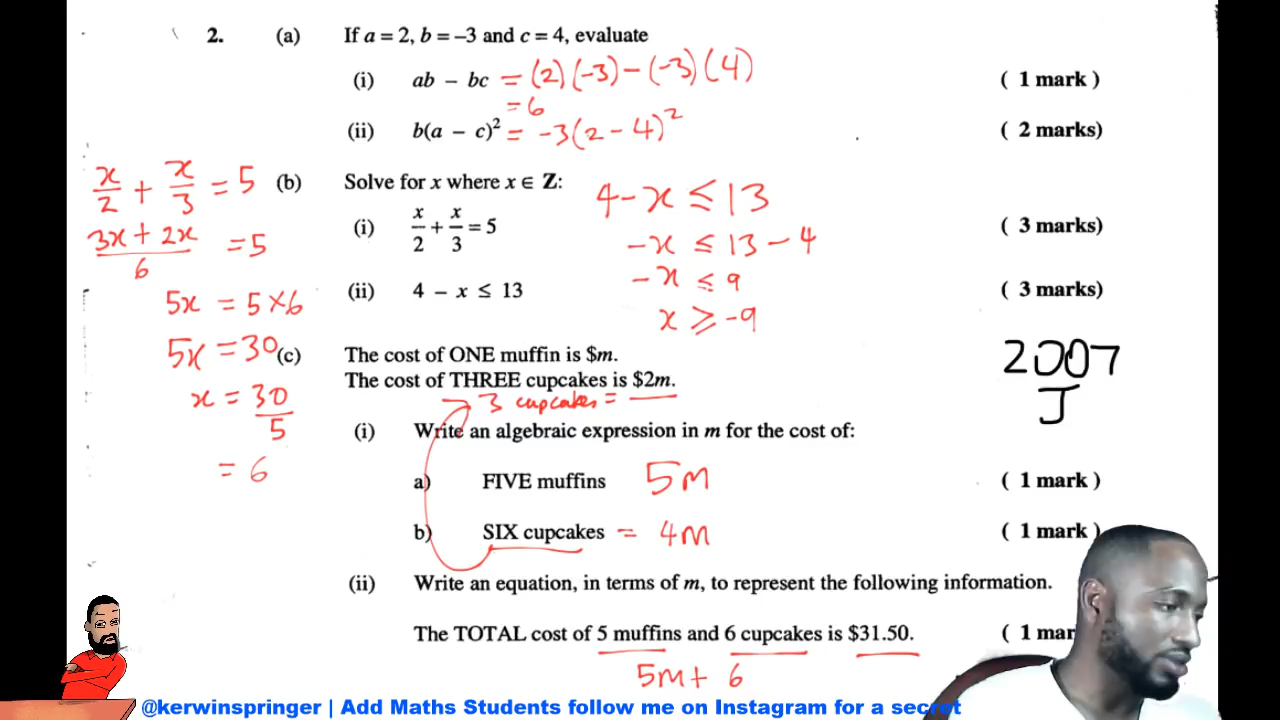 2. (a) If a = 2, b = –3 and c = 4, evaluate
(i) ab – bc = (2)(-3) – (-3)(4) ( 1 mark )
= 6
(ii) b(a – c)² = -3(2 – 4)² ( 2 marks)
x/2 + x/3 = 5
(b) Solve for x where x ∈ Z:
4 - x ≤ 13
(i) x/2 + x/3 = 5 ( 3 marks)
3x + 2x / 6 = 5
-x ≤ 13 - 4
-x ≤ 9
(ii) 4 – x ≤ 13 ( 3 marks)
5x = 5 × 6
x ≥ -9
5x = 30
(c) The cost of ONE muffin is $m.
2007
The cost of THREE cupcakes is $2m.
x = 30/5
3 cupcakes =
J
(i) Write an algebraic expression in m for the cost of:
= 6
a) FIVE muffins 5m ( 1 mark )
b) SIX cupcakes = 4m ( 1 mark )
(ii) Write an equation, in terms of m, to represent the following information.
The TOTAL cost of 5 muffins and 6 cupcakes is $31.50. ( 1 mar
5m + 6
@kerwinspringer | Add Maths Students follow me on Instagram for a secret